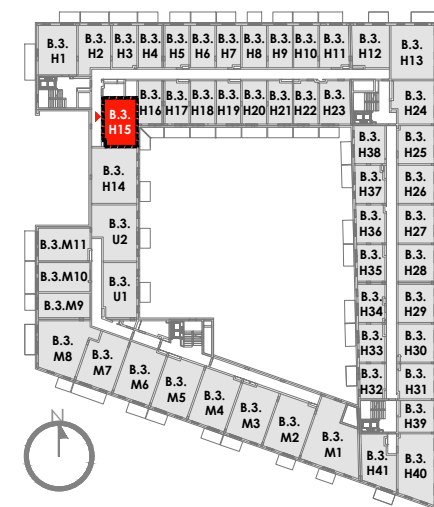 B.3.
H1
B.3.
H2
B.3.
H3
B.3.
H4
B.3.
H5
B.3.
H6
B.3.
H7
B.3.
H8
B.3.
H9
B.3.
H10
B.3.
H11
B.3.
H12
B.3.
H13
B.3.
H15
B.3.
H16
B.3.
H17
B.3.
H18
B.3.
H19
B.3.
H20
B.3.
H21
B.3.
H22
B.3.
H23
B.3.
H24
B.3.
H38
B.3.
H25
B.3.
H14
B.3.
H37
B.3.
H26
B.3.
U2
B.3.
H36
B.3.
H27
B.3.M11
B.3.
H35
B.3.
H28
B.3.M10
B.3.
U1
B.3.
H34
B.3.
H29
B.3.M9
B.3.
M8
B.3.
M7
B.3.
M6
B.3.
M5
B.3.
M4
B.3.
M3
B.3.
M2
B.3.
M1
B.3.
H33
B.3.
H30
B.3.
H32
B.3.
H31
B.3.
H39
B.3.
H41
B.3.
H40
N